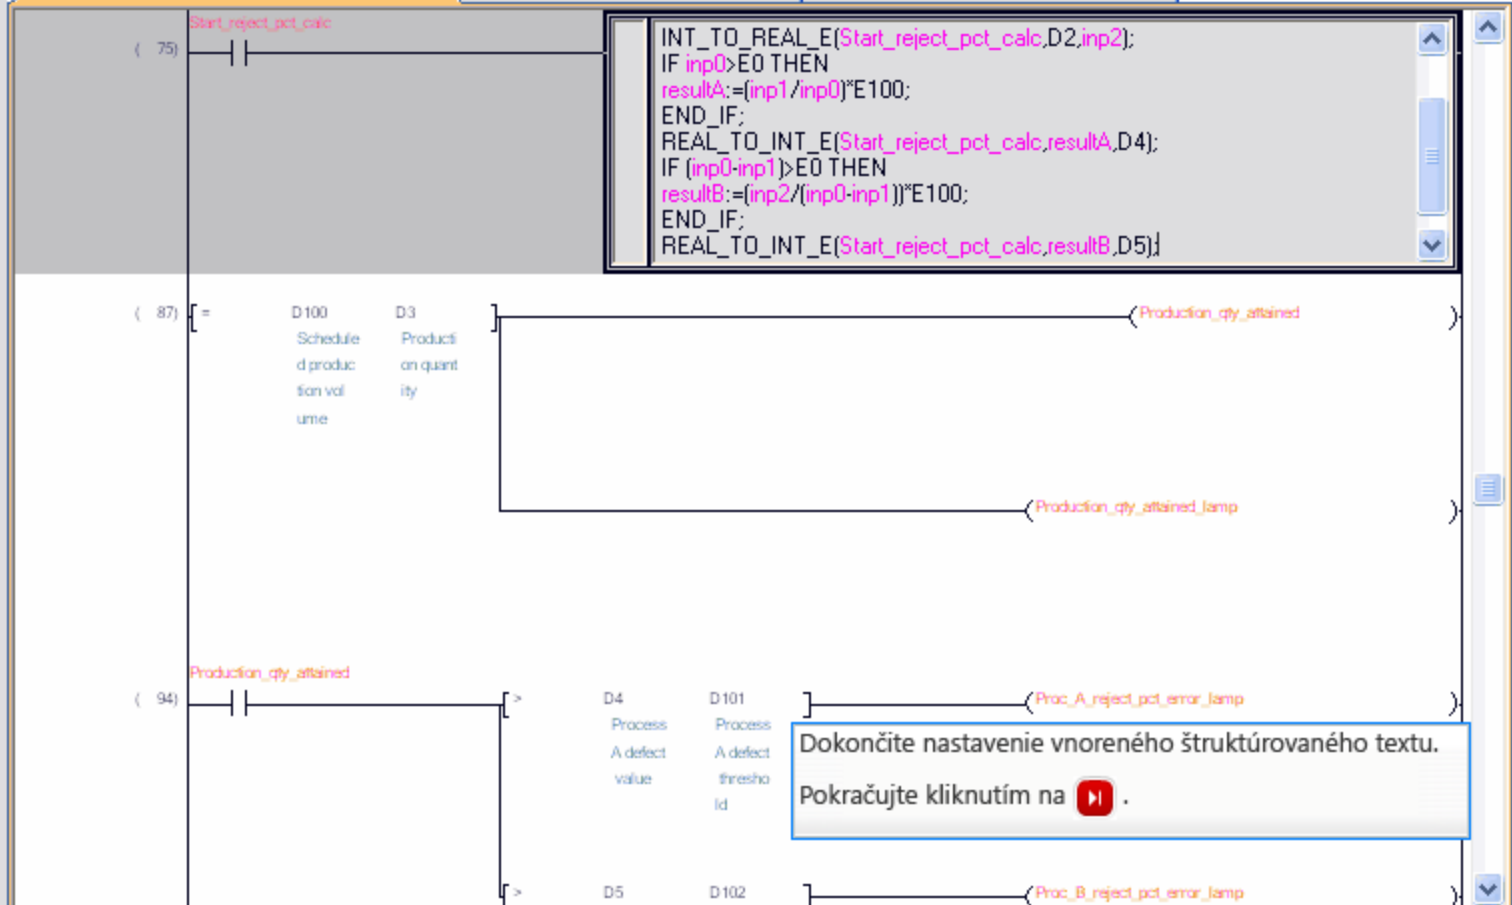 Start_reject_pct_calc
( 75)
INT_TO_REAL_E(Start_reject_pct_calc,D2,inp2);
IF inp0>E0 THEN
resultA:=(inp1/inp0)*E100;
END_IF;
REAL_TO_INT_E(Start_reject_pct_calc,resultA,D4);
IF (inp0-inp1)>E0 THEN
resultB:=(inp2/(inp0-inp1))*E100;
END_IF;
REAL_TO_INT_E(Start_reject_pct_calc,resultB,D5);
( 87) [ = D100 D3 ] (Production_qty_attained )
Schedule Producti
d produc on quant
tion vol ity
ume
(Production_qty_attained_lamp )
Production_qty_attained
( 94) [ > D4 D101 ] (Proc_A_reject_pct_error_lamp )
Process Process
A defect A defect
value thresho
ld
Dokončite nastavenie vnoreného štruktúrovaného textu.
Pokračujte kliknutím na .
[ > D5 D102 ] (Proc_B_reject_pct_error_lamp )